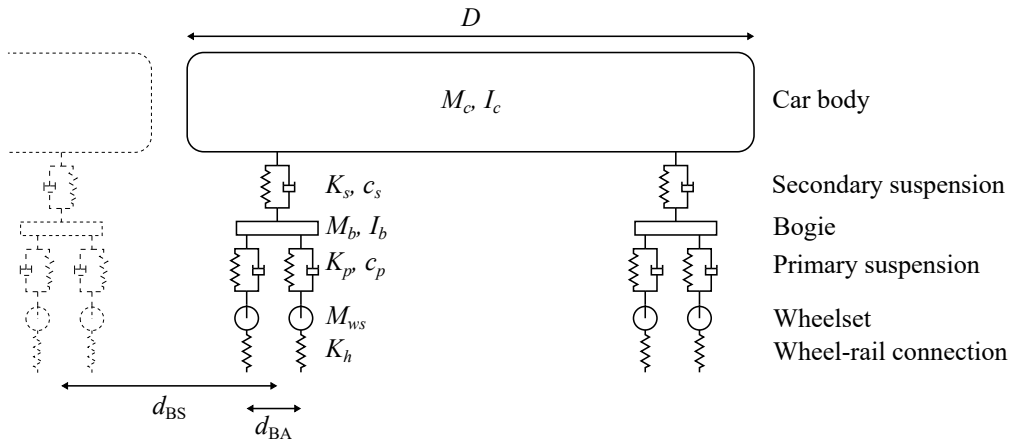 D
M_c, I_c
Car body
K_s, c_s
Secondary suspension
M_b, I_b
Bogie
K_p, c_p
Primary suspension
M_ws
Wheelset
K_h
Wheel-rail connection
d_BS
d_BA